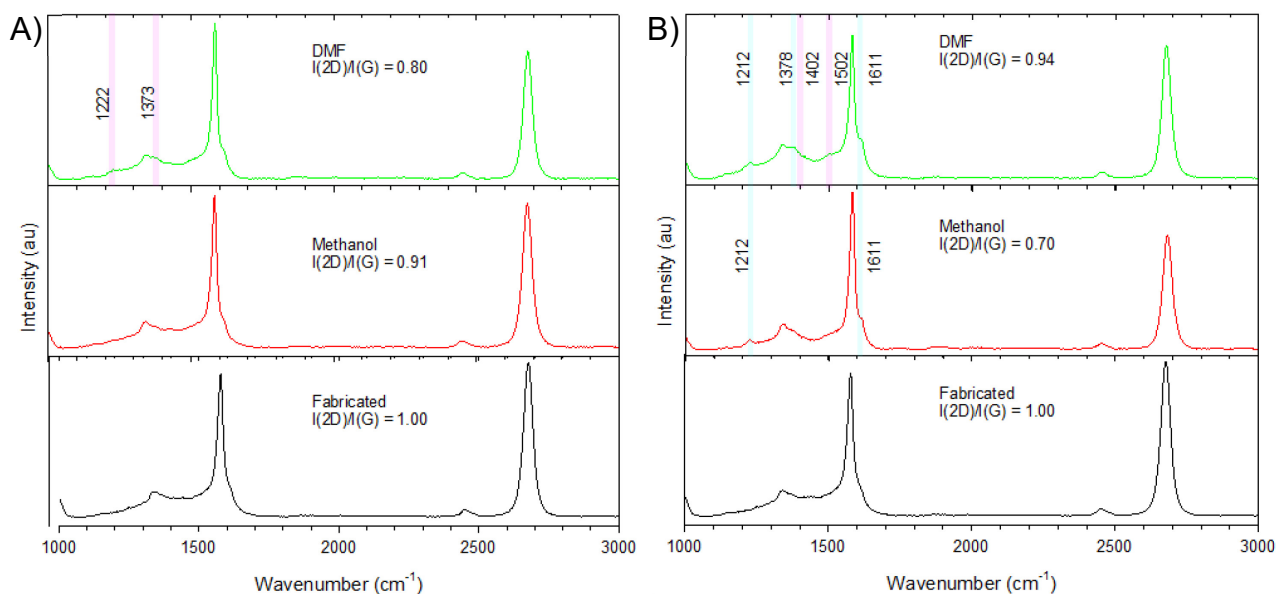 A)
DMF
I(2D)/I(G) = 0.80
1222
1373
Methanol
I(2D)/I(G) = 0.91
Fabricated
I(2D)/I(G) = 1.00
Intensity (au)
1000 1500 2000 2500 3000
Wavenumber (cm⁻¹)
B)
DMF
I(2D)/I(G) = 0.94
1212
1378
1402
1502
1611
Methanol
I(2D)/I(G) = 0.70
1212
1611
Fabricated
I(2D)/I(G) = 1.00
Intensity (au)
1000 1500 2000 2500 3000
Wavenumber (cm⁻¹)